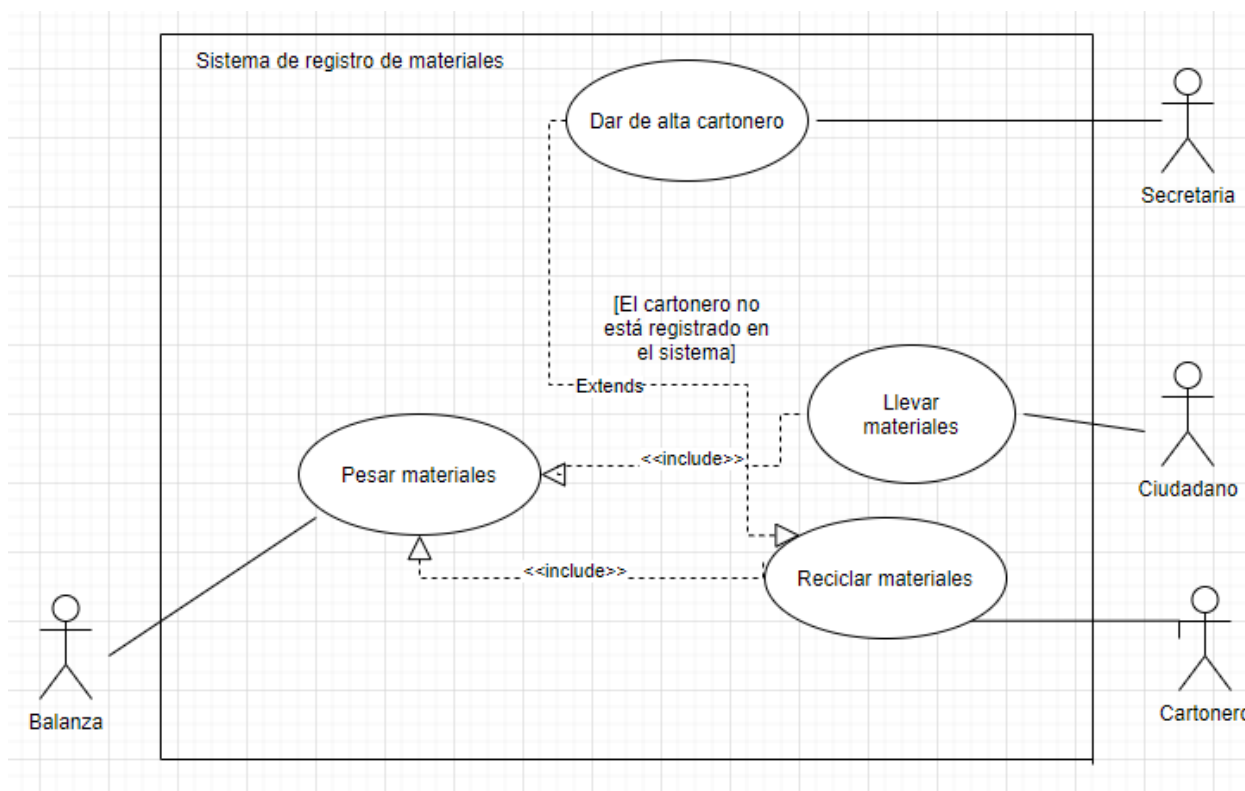 Sistema de registro de materiales
Dar de alta cartonero
Secretaria
[El cartonero no
está registrado en
el sistema]
Extends
Llevar
materiales
<<include>>
Pesar materiales
Ciudadano
<<include>>
Reciclar materiales
Balanza
Cartonero